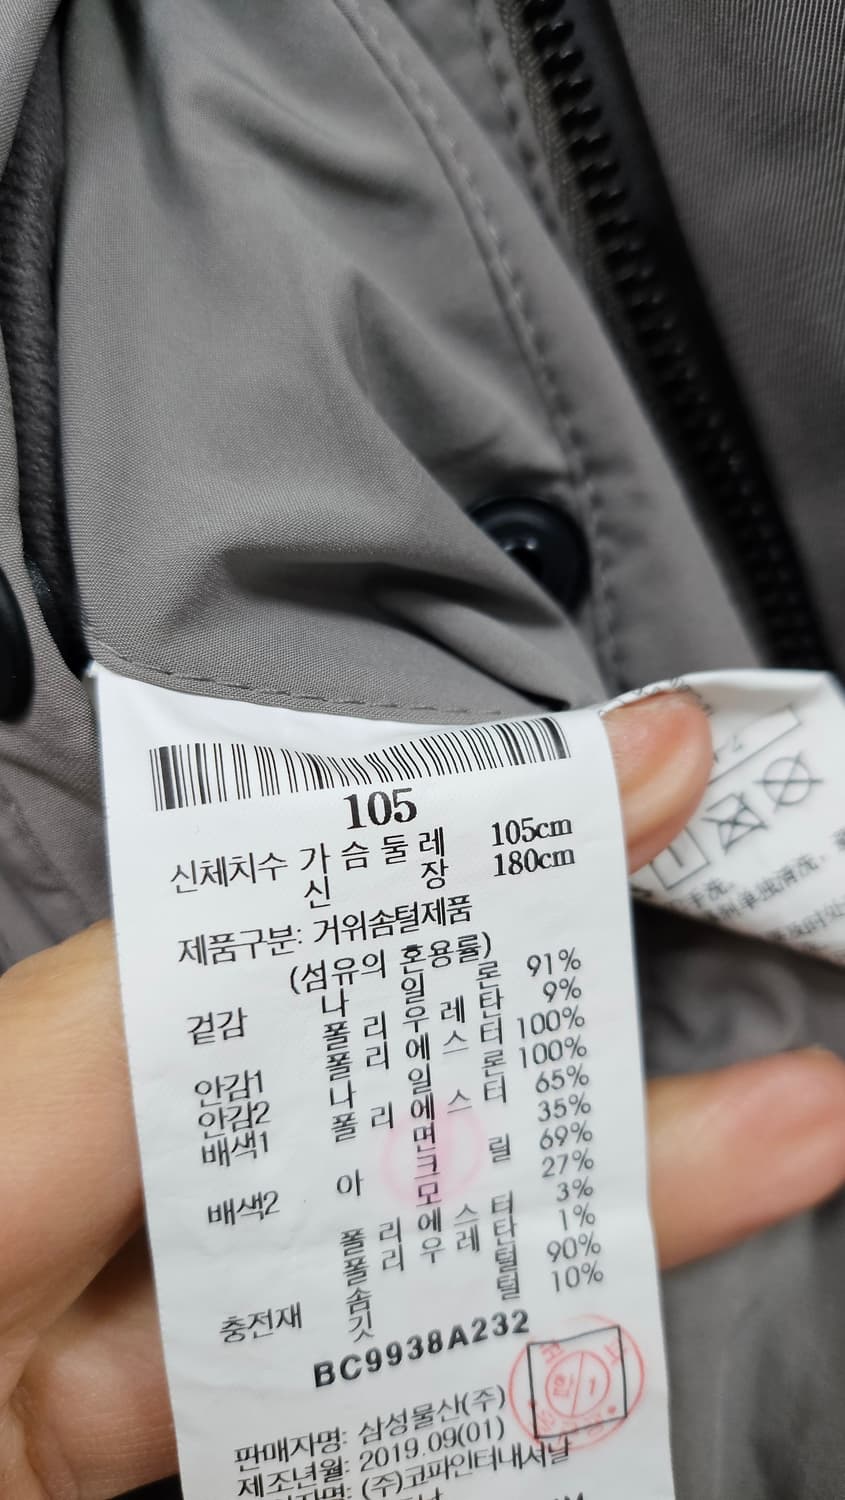 105
신체치수 가슴둘레 105cm
신장 180cm
제품구분: 거위솜털제품
(섬유의 혼용률)
겉감 나일론 91%
폴리우레탄 9%
안감1 폴리에스터 100%
안감2 나일론 100%
배색1 폴리에스터 65%
면 35%
배색2 아크릴 69%
모 27%
폴리에스터 3%
폴리우레탄 1%
충전재 솜털 90%
깃털 10%
BC9938A232
판매자명: 삼성물산(주)
제조년월: 2019.09(01)
(주)코파인터내셔날